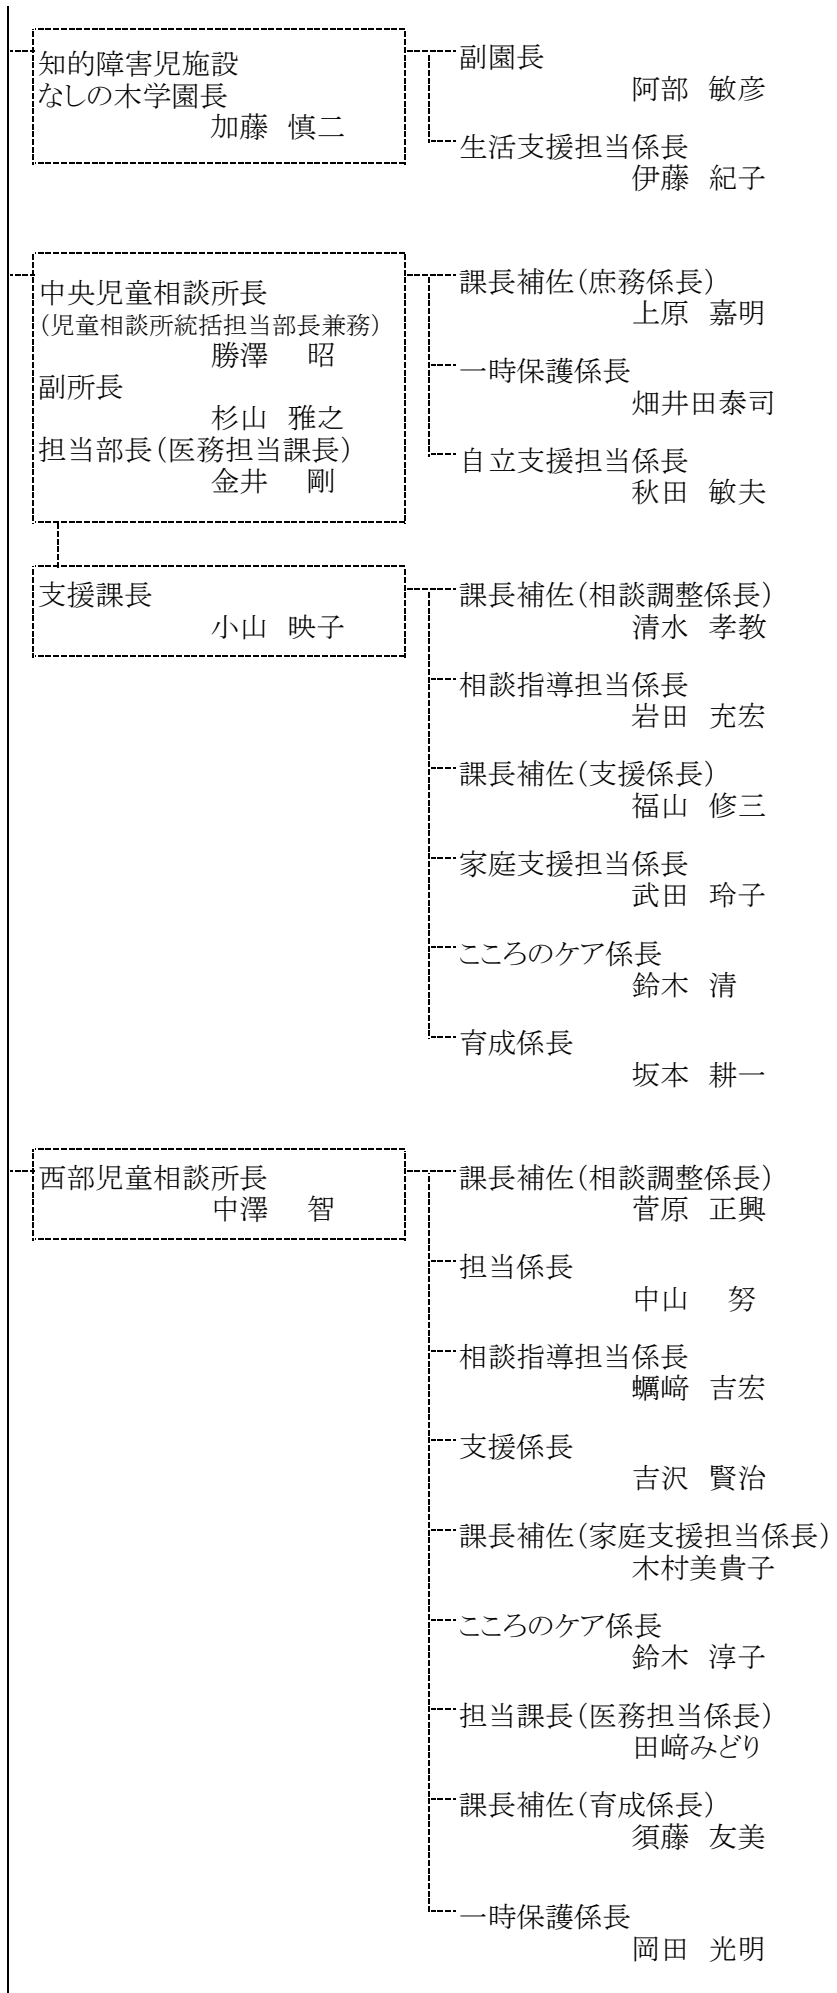 知的障害児施設
なしの木学園長
加藤 慎二
副園長
阿部 敏彦
生活支援担当係長
伊藤 紀子
中央児童相談所長
(児童相談所統括担当部長兼務)
勝澤 昭
副所長
杉山 雅之
担当部長(医務担当課長)
金井 剛
課長補佐(庶務係長)
上原 嘉明
一時保護係長
畑井田泰司
自立支援担当係長
秋田 敏夫
支援課長
小山 映子
課長補佐(相談調整係長)
清水 孝教
相談指導担当係長
岩田 充宏
課長補佐(支援係長)
福山 修三
家庭支援担当係長
武田 玲子
こころのケア係長
鈴木 清
育成係長
坂本 耕一
西部児童相談所長
中澤 智
課長補佐(相談調整係長)
菅原 正興
担当係長
中山 努
相談指導担当係長
蠣﨑 吉宏
支援係長
吉沢 賢治
課長補佐(家庭支援担当係長)
木村美貴子
こころのケア係長
鈴木 淳子
担当課長(医務担当係長)
田﨑みどり
課長補佐(育成係長)
須藤 友美
一時保護係長
岡田 光明